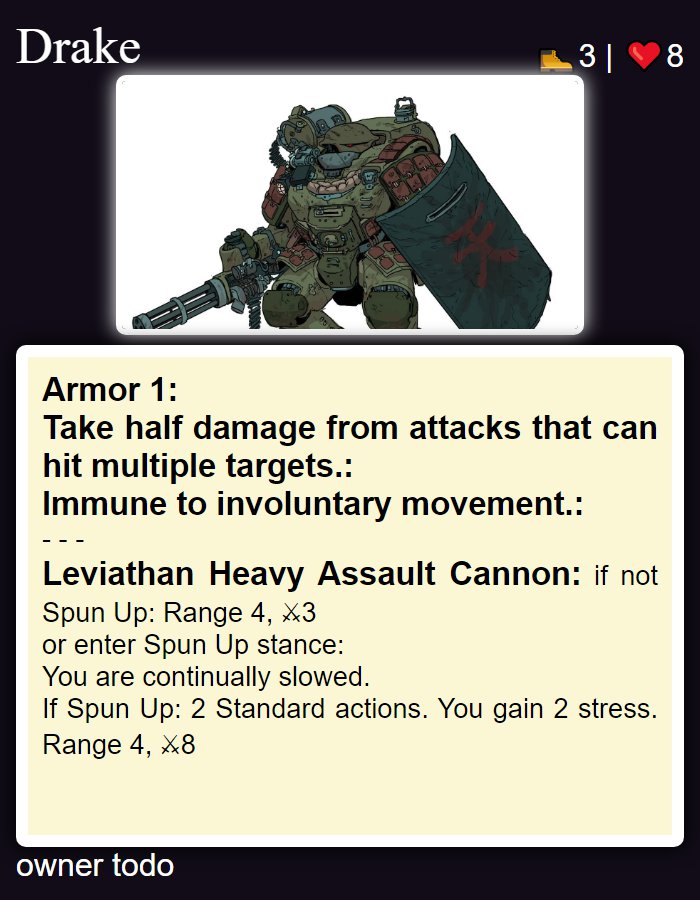 Drake
🥾3 | ❤️8
Armor 1:
Take half damage from attacks that can
hit multiple targets.:
Immune to involuntary movement.:
- - -
Leviathan Heavy Assault Cannon: if not
Spun Up: Range 4, ⚔3
or enter Spun Up stance:
You are continually slowed.
If Spun Up: 2 Standard actions. You gain 2 stress.
Range 4, ⚔8
owner todo